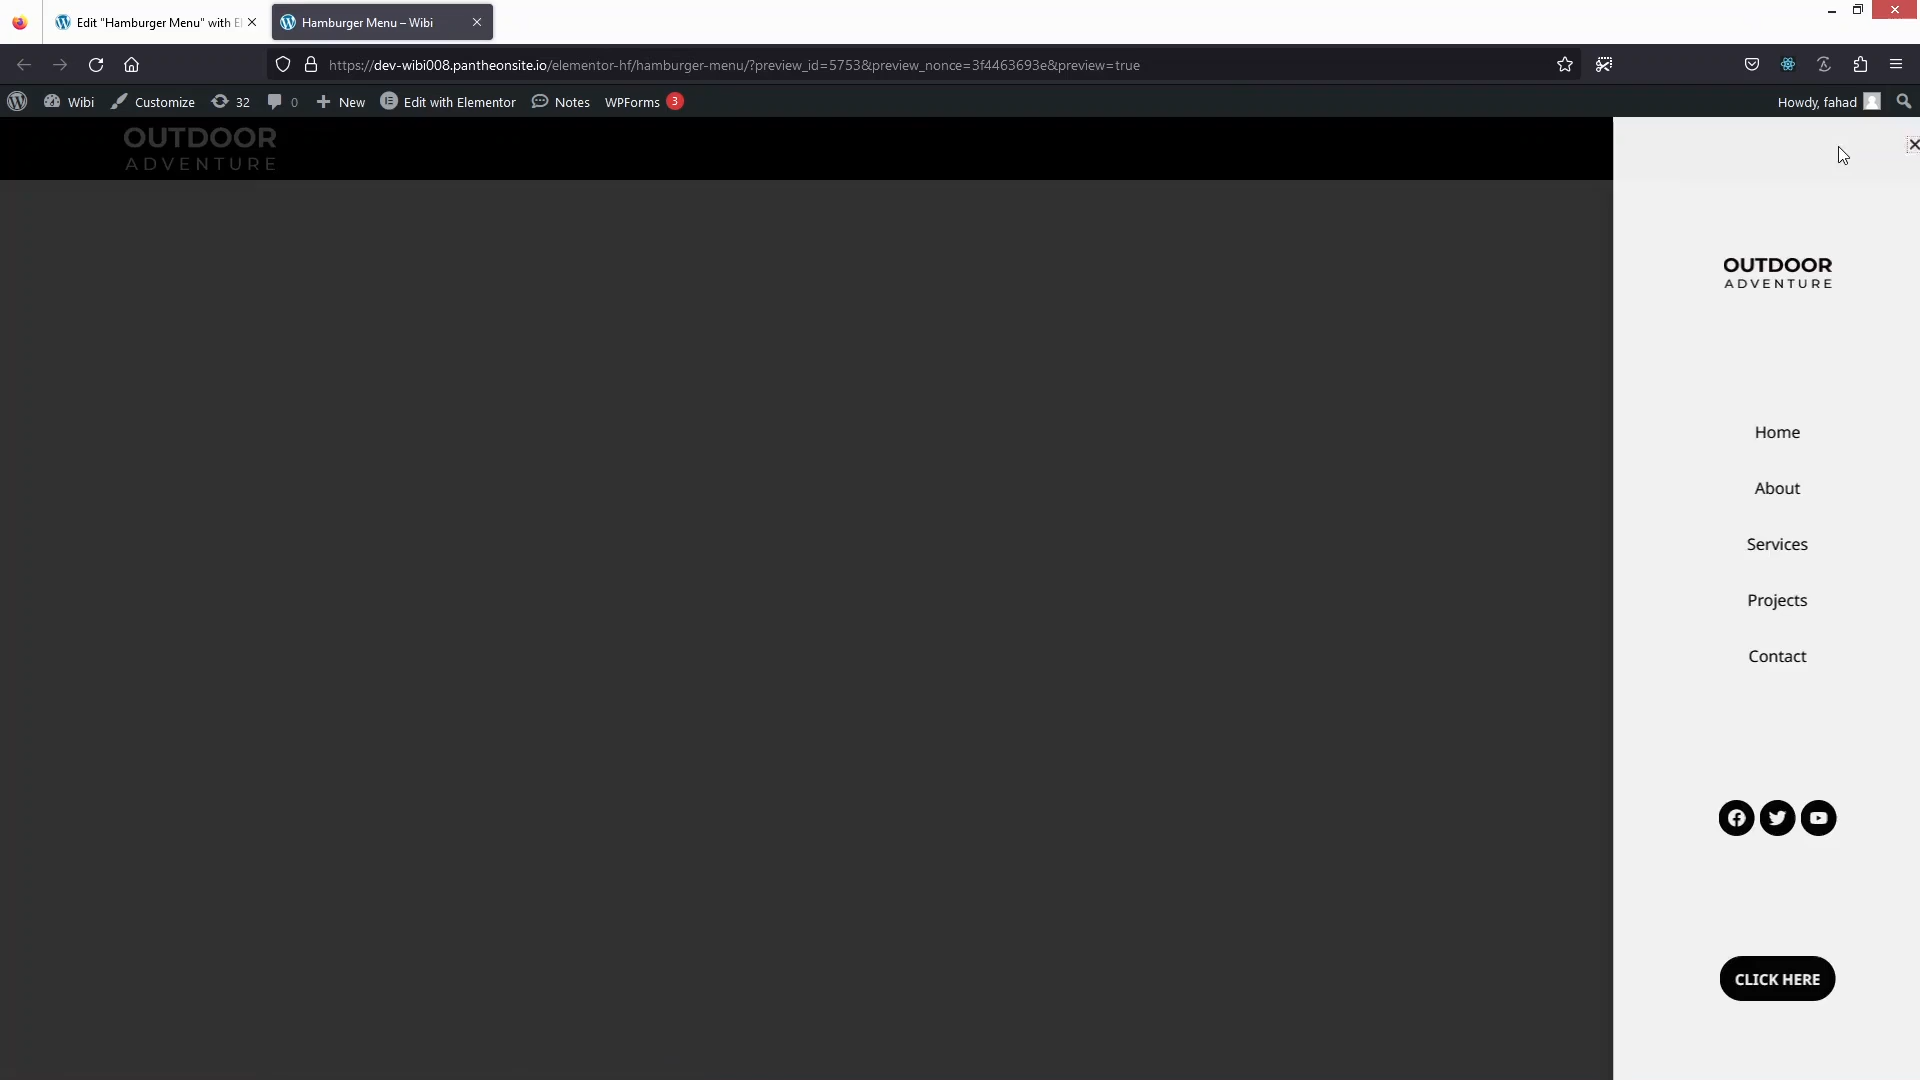 Edit "Hamburger Menu" with E
Hamburger Menu – Wibi
https://dev-wibi008.pantheonsite.io/elementor-hf/hamburger-menu/?preview_id=5753&preview_nonce=3f4463693e&preview=true
Wibi Customize 32 0 New Edit with Elementor Notes WPForms 3 Howdy, fahad
OUTDOOR
ADVENTURE
OUTDOOR
ADVENTURE
Home
About
Services
Projects
Contact
CLICK HERE